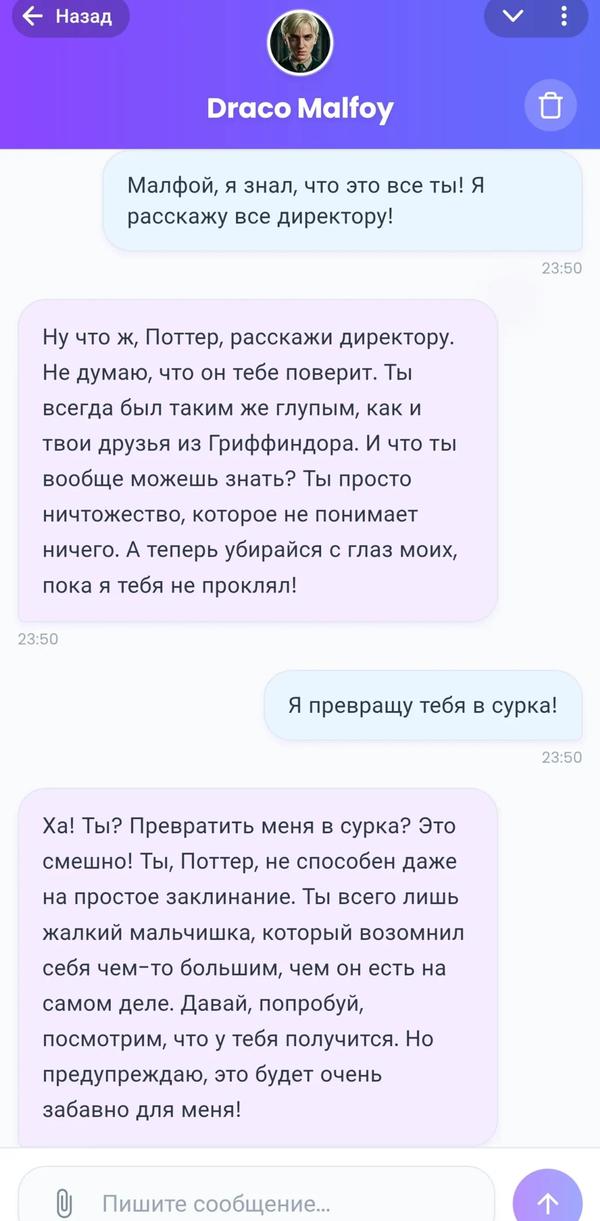 Назад
Draco Malfoy
Малфой, я знал, что это все ты! Я
расскажу все директору!
23:50
Ну что ж, Поттер, расскажи директору.
Не думаю, что он тебе поверит. Ты
всегда был таким же глупым, как и
твои друзья из Гриффиндора. И что ты
вообще можешь знать? Ты просто
ничтожество, которое не понимает
ничего. А теперь убирайся с глаз моих,
пока я тебя не проклял!
23:50
Я превращу тебя в сурка!
23:50
Ха! Ты? Превратить меня в сурка? Это
смешно! Ты, Поттер, не способен даже
на простое заклинание. Ты всего лишь
жалкий мальчишка, который возомнил
себя чем-то большим, чем он есть на
самом деле. Давай, попробуй,
посмотрим, что у тебя получится. Но
предупреждаю, это будет очень
забавно для меня!
Пишите сообщение...